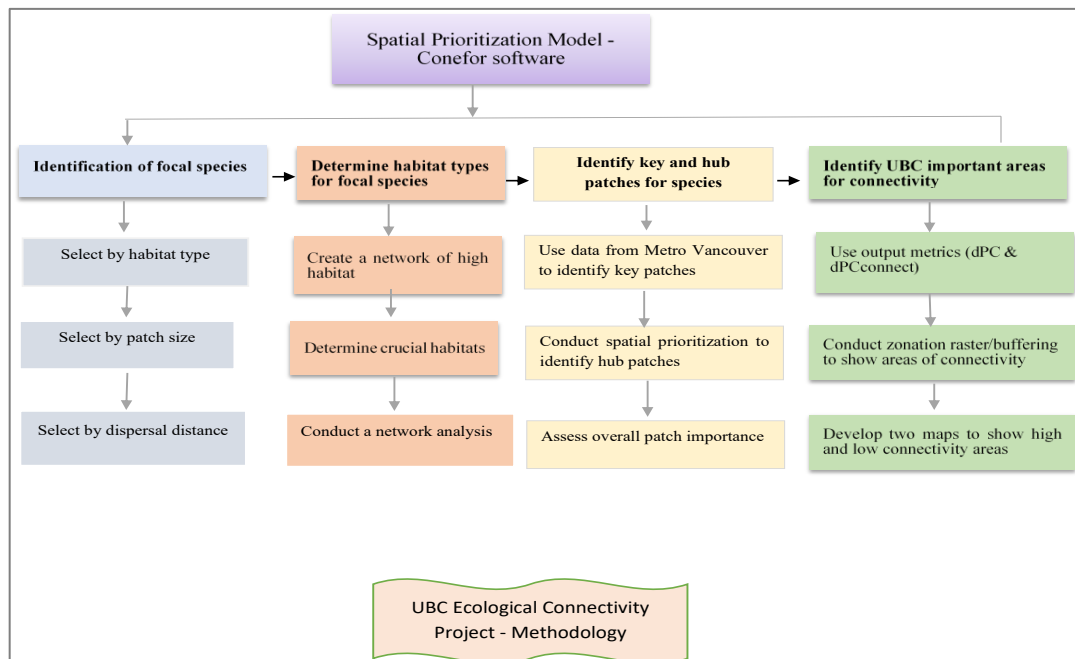 Spatial Prioritization Model -
Conefor software
Identification of focal species
Determine habitat types
for focal species
Identify key and hub
patches for species
Identify UBC important areas
for connectivity
Select by habitat type
Create a network of high
habitat
Use data from Metro Vancouver
to identify key patches
Use output metrics (dPC &
dPCconnect)
Select by patch size
Determine crucial habitats
Conduct spatial prioritization to
identify hub patches
Conduct zonation raster/buffering
to show areas of connectivity
Select by dispersal distance
Conduct a network analysis
Assess overall patch importance
Develop two maps to show high
and low connectivity areas
UBC Ecological Connectivity
Project - Methodology